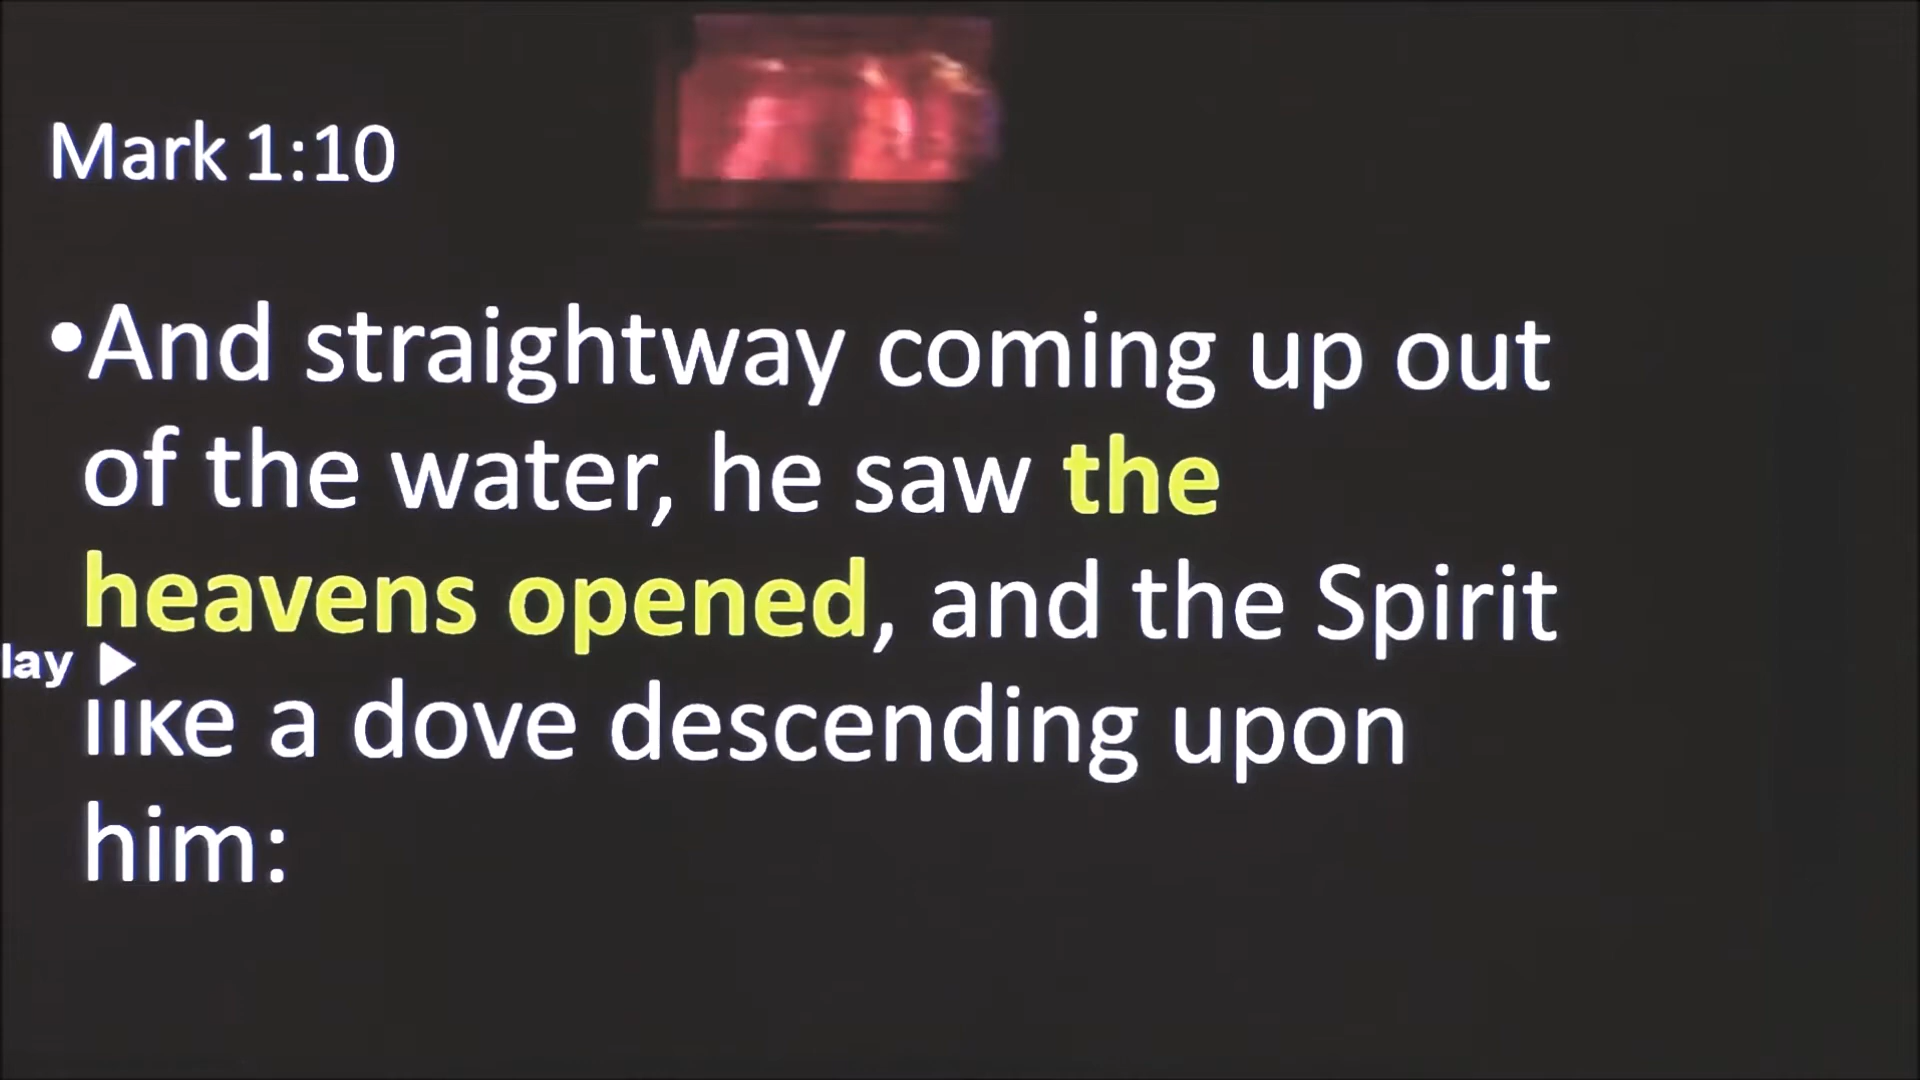 Mark 1:10
•And straightway coming up out
of the water, he saw the
heavens opened, and the Spirit
lay ▶
like a dove descending upon
him: